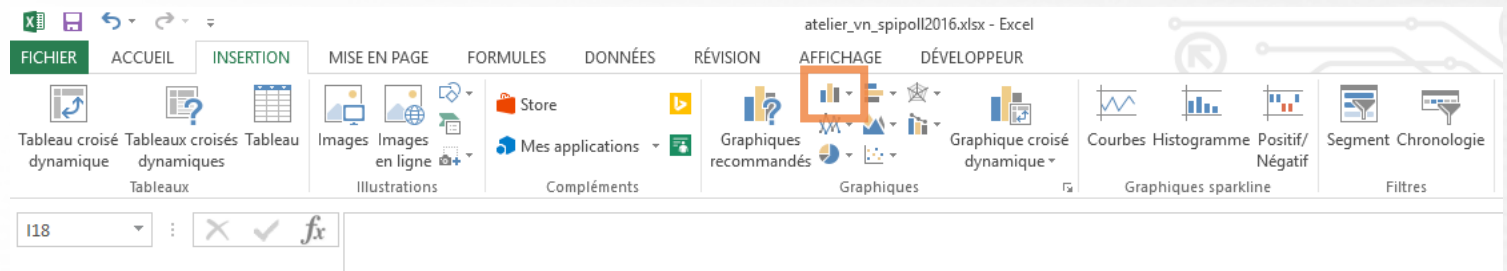 atelier_vn_spipoll2016.xlsx - Excel
FICHIER ACCUEIL INSERTION MISE EN PAGE FORMULES DONNÉES RÉVISION AFFICHAGE DÉVELOPPEUR
Tableau croisé dynamique
Tableaux croisés dynamiques
Tableau
Tableaux
Images
Images en ligne
Illustrations
Store
Mes applications
Compléments
Graphiques recommandés
Graphique croisé dynamique
Graphiques
Courbes
Histogramme
Positif/ Négatif
Graphiques sparkline
Segment
Chronologie
Filtres
I18
fx